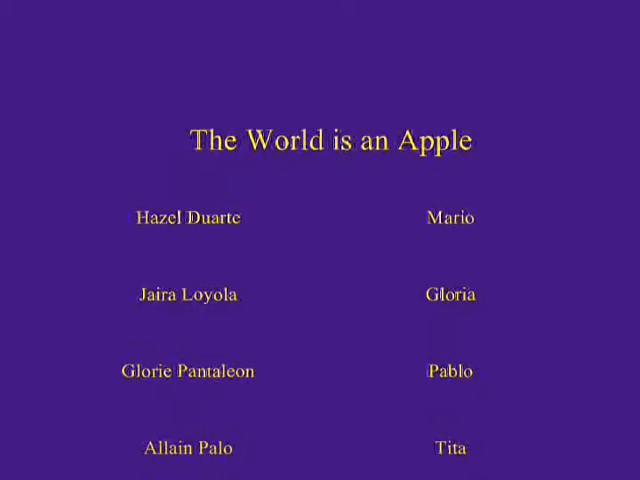 The World is an Apple
Hazel Duarte Mario
Jaira Loyola Gloria
Glorie Pantaleon Pablo
Allain Palo Tita